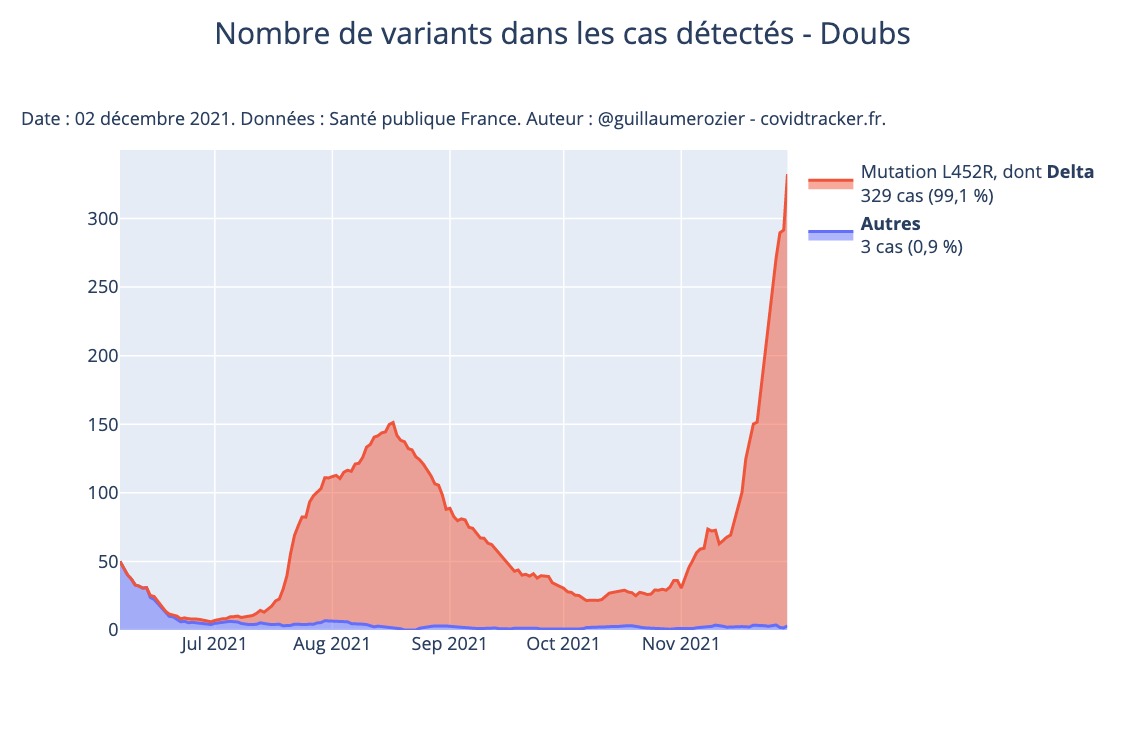 Nombre de variants dans les cas détectés - Doubs
Date : 02 décembre 2021. Données : Santé publique France. Auteur : @guillaumerozier - covidtracker.fr.
Mutation L452R, dont Delta
329 cas (99,1 %)
Autres
3 cas (0,9 %)
300
250
200
150
100
50
0
Jul 2021
Aug 2021
Sep 2021
Oct 2021
Nov 2021